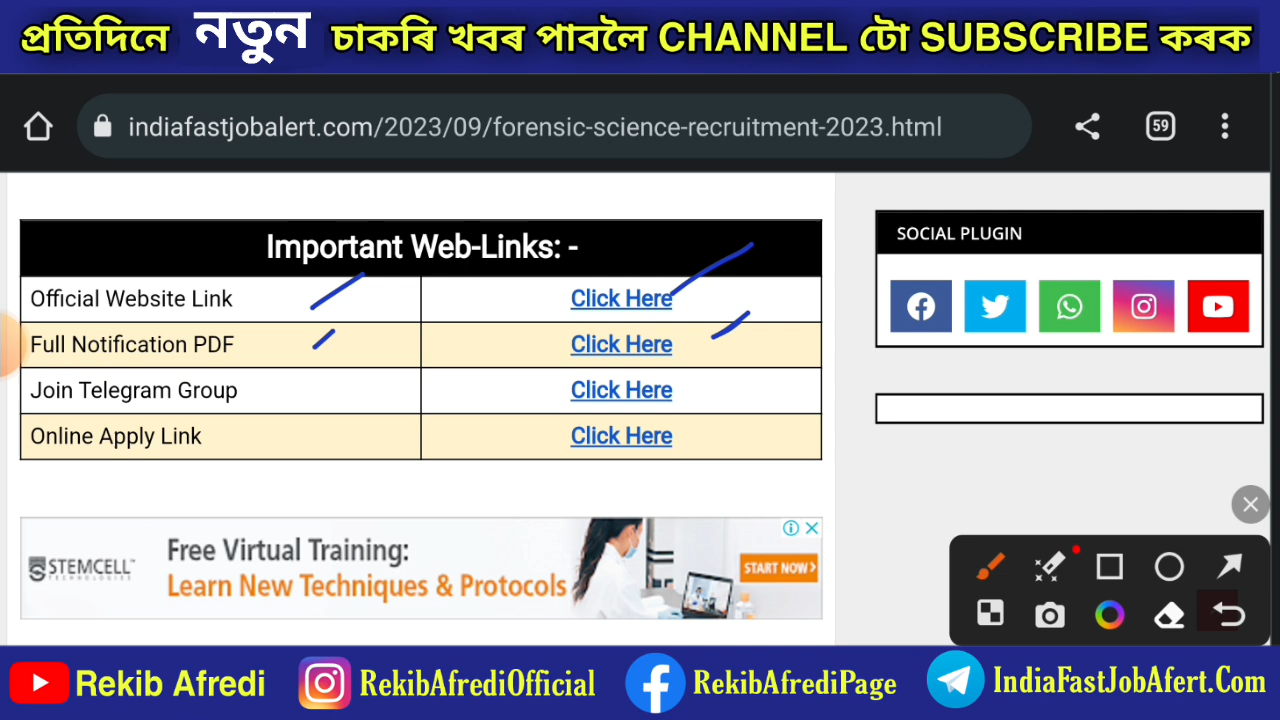 প্ৰতিদিনে নতুন চাকৰি খবৰ পাবলৈ CHANNEL টো SUBSCRIBE কৰক
indiafastjobalert.com/2023/09/forensic-science-recruitment-2023.html
59
Important Web-Links: -
SOCIAL PLUGIN
Official Website Link Click Here
Full Notification PDF Click Here
Join Telegram Group Click Here
Online Apply Link Click Here
STEMCELL TECHNOLOGIES
Free Virtual Training:
Learn New Techniques & Protocols
START NOW
Rekib Afredi RekibAfrediOfficial RekibAfrediPage IndiaFastJobAfert.Com